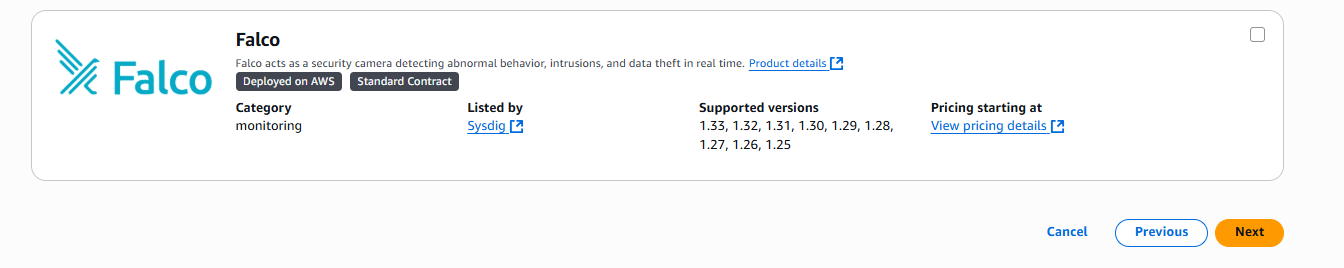 Falco
Falco
Falco acts as a security camera detecting abnormal behavior, intrusions, and data theft in real time. Product details
Deployed on AWS Standard Contract
Category
monitoring
Listed by
Sysdig
Supported versions
1.33, 1.32, 1.31, 1.30, 1.29, 1.28,
1.27, 1.26, 1.25
Pricing starting at
View pricing details
Cancel Previous Next